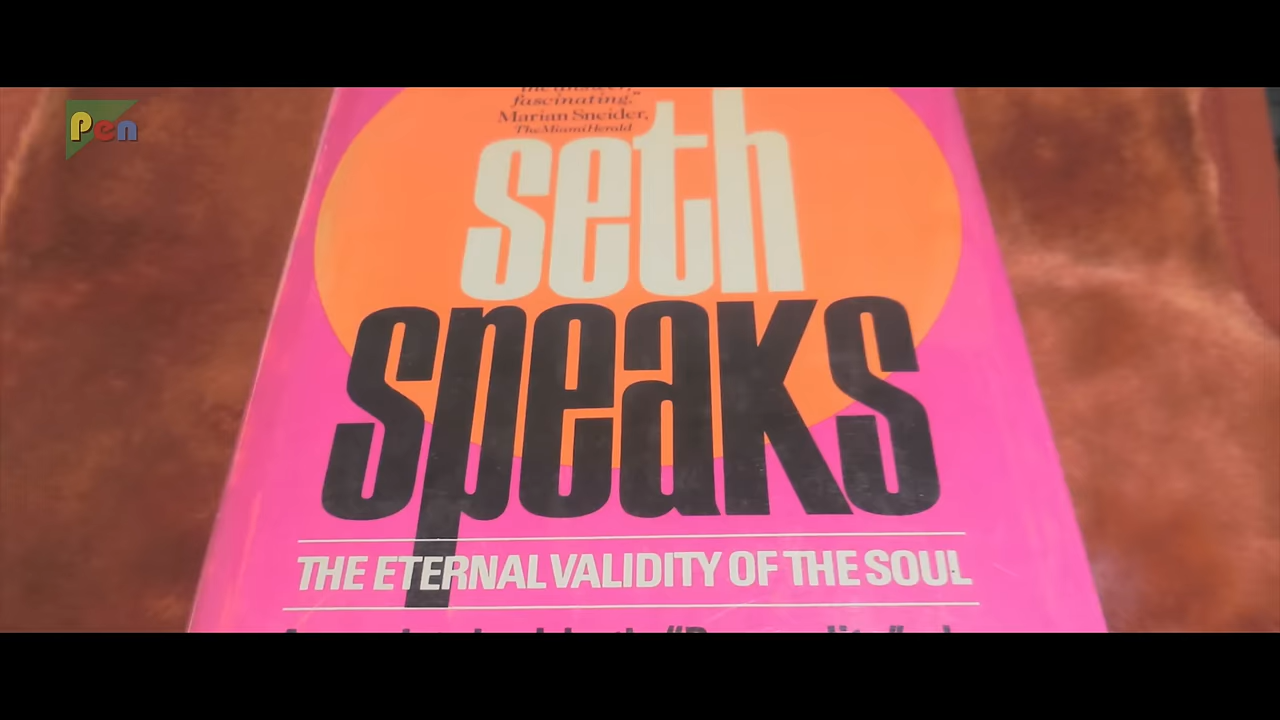 Pen
fascinating."
Marian Sneider,
The Miami Herald
seth
speaks
THE ETERNAL VALIDITY OF THE SOUL